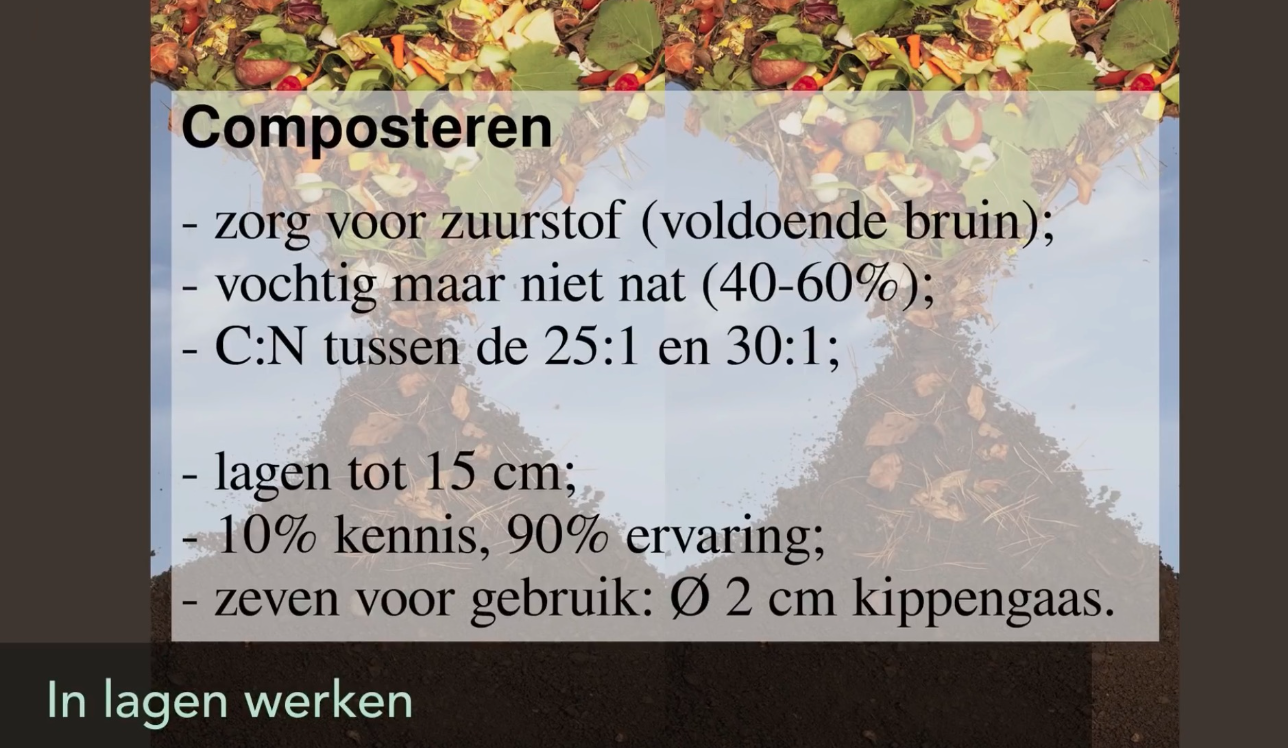 Composteren
- zorg voor zuurstof (voldoende bruin);
- vochtig maar niet nat (40-60%);
- C:N tussen de 25:1 en 30:1;
- lagen tot 15 cm;
- 10% kennis, 90% ervaring;
- zeven voor gebruik: Ø 2 cm kippengaas.
In lagen werken